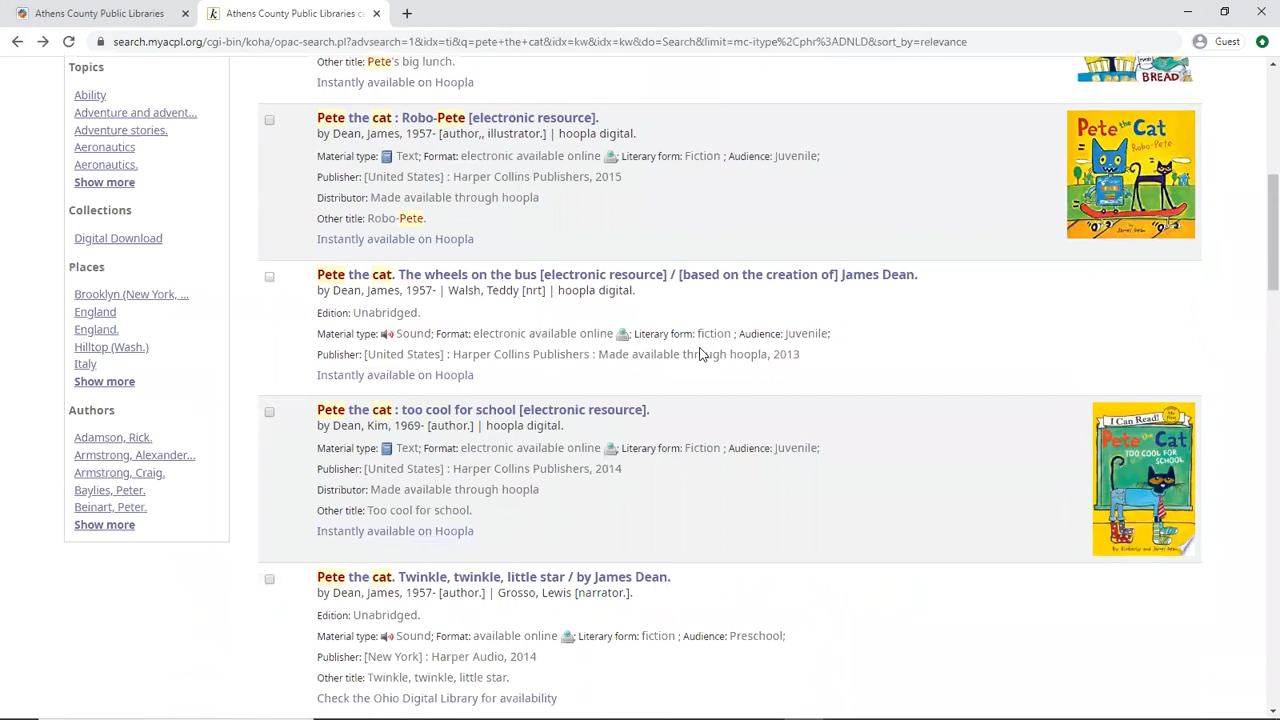 Athens County Public Libraries
Athens County Public Libraries ca
search.myacpl.org/cgi-bin/koha/opac-search.pl?advsearch=1&idx=ti&q=pete+the+cat&idx=kw&idx=kw&do=Search&limit=mc-itype%2Cphr%3ADNLD&sort_by=relevance
Guest
Topics
Ability
Adventure and advent...
Adventure stories.
Aeronautics
Aeronautics.
Show more
Collections
Digital Download
Places
Brooklyn (New York, ...
England
England.
Hilltop (Wash.)
Italy
Show more
Authors
Adamson, Rick.
Armstrong, Alexander...
Armstrong, Craig.
Baylies, Peter.
Beinart, Peter.
Show more
Other title: Pete's big lunch.
Instantly available on Hoopla
BREAD
Pete the cat : Robo-Pete [electronic resource].
by Dean, James, 1957- [author,, illustrator.] | hoopla digital.
Material type: Text; Format: electronic available online ; Literary form: Fiction ; Audience: Juvenile;
Publisher: [United States] : Harper Collins Publishers, 2015
Distributor: Made available through hoopla
Other title: Robo-Pete.
Instantly available on Hoopla
Pete the Cat
Robo-Pete
by James Dean
Pete the cat. The wheels on the bus [electronic resource] / [based on the creation of] James Dean.
by Dean, James, 1957- | Walsh, Teddy [nrt] | hoopla digital.
Edition: Unabridged.
Material type: Sound; Format: electronic available online ; Literary form: fiction ; Audience: Juvenile;
Publisher: [United States] : Harper Collins Publishers : Made available through hoopla, 2013
Instantly available on Hoopla
Pete the cat : too cool for school [electronic resource].
by Dean, Kim, 1969- [author.] | hoopla digital.
Material type: Text; Format: electronic available online ; Literary form: Fiction ; Audience: Juvenile;
Publisher: [United States] : Harper Collins Publishers, 2014
Distributor: Made available through hoopla
Other title: Too cool for school.
Instantly available on Hoopla
I Can Read!
Pete the Cat
TOO COOL FOR
SCHOOL
by Kimberly and James Dean
Pete the cat. Twinkle, twinkle, little star / by James Dean.
by Dean, James, 1957- [author.] | Grosso, Lewis [narrator.].
Edition: Unabridged.
Material type: Sound; Format: available online ; Literary form: fiction ; Audience: Preschool;
Publisher: [New York] : Harper Audio, 2014
Other title: Twinkle, twinkle, little star.
Check the Ohio Digital Library for availability